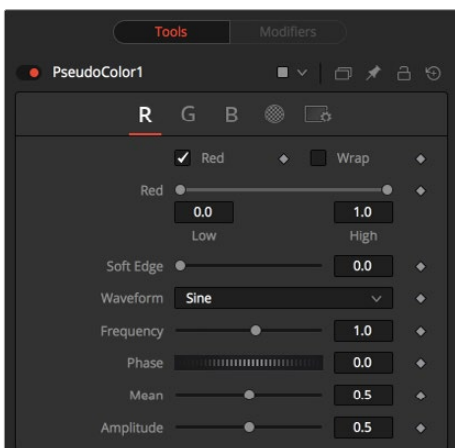 Tools Modifiers
PseudoColor1
R G B
Red Wrap
Red
0.0 1.0
Low High
Soft Edge 0.0
Waveform Sine
Frequency 1.0
Phase 0.0
Mean 0.5
Amplitude 0.5